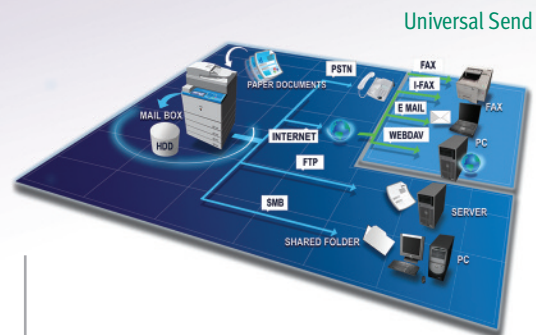 Universal Send
PSTN
FAX
PAPER DOCUMENTS
I-FAX
FAX
E MAIL
MAIL BOX
PC
INTERNET
WEBDAV
HDD
FTP
SMB
SERVER
SHARED FOLDER
PC